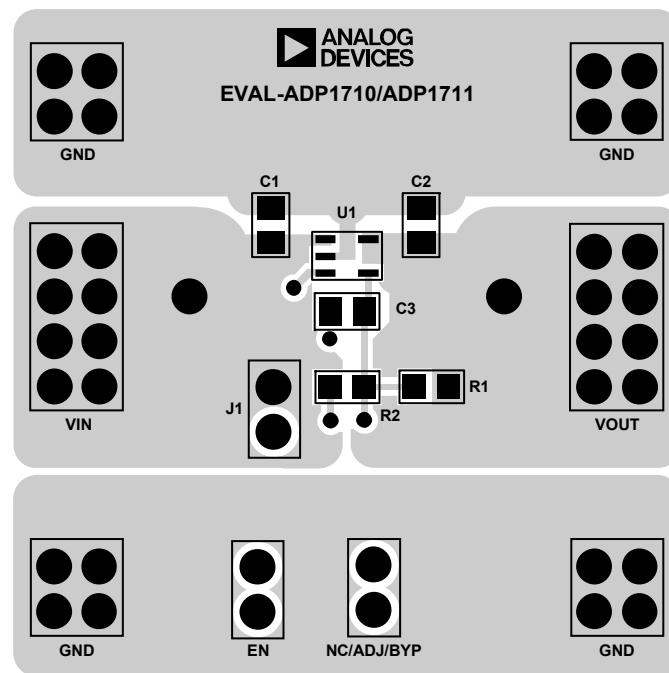 ANALOG
DEVICES
EVAL-ADP1710/ADP1711
GND
GND
C1
C2
U1
C3
J1
R1
R2
VIN
VOUT
GND
EN
NC/ADJ/BYP
GND